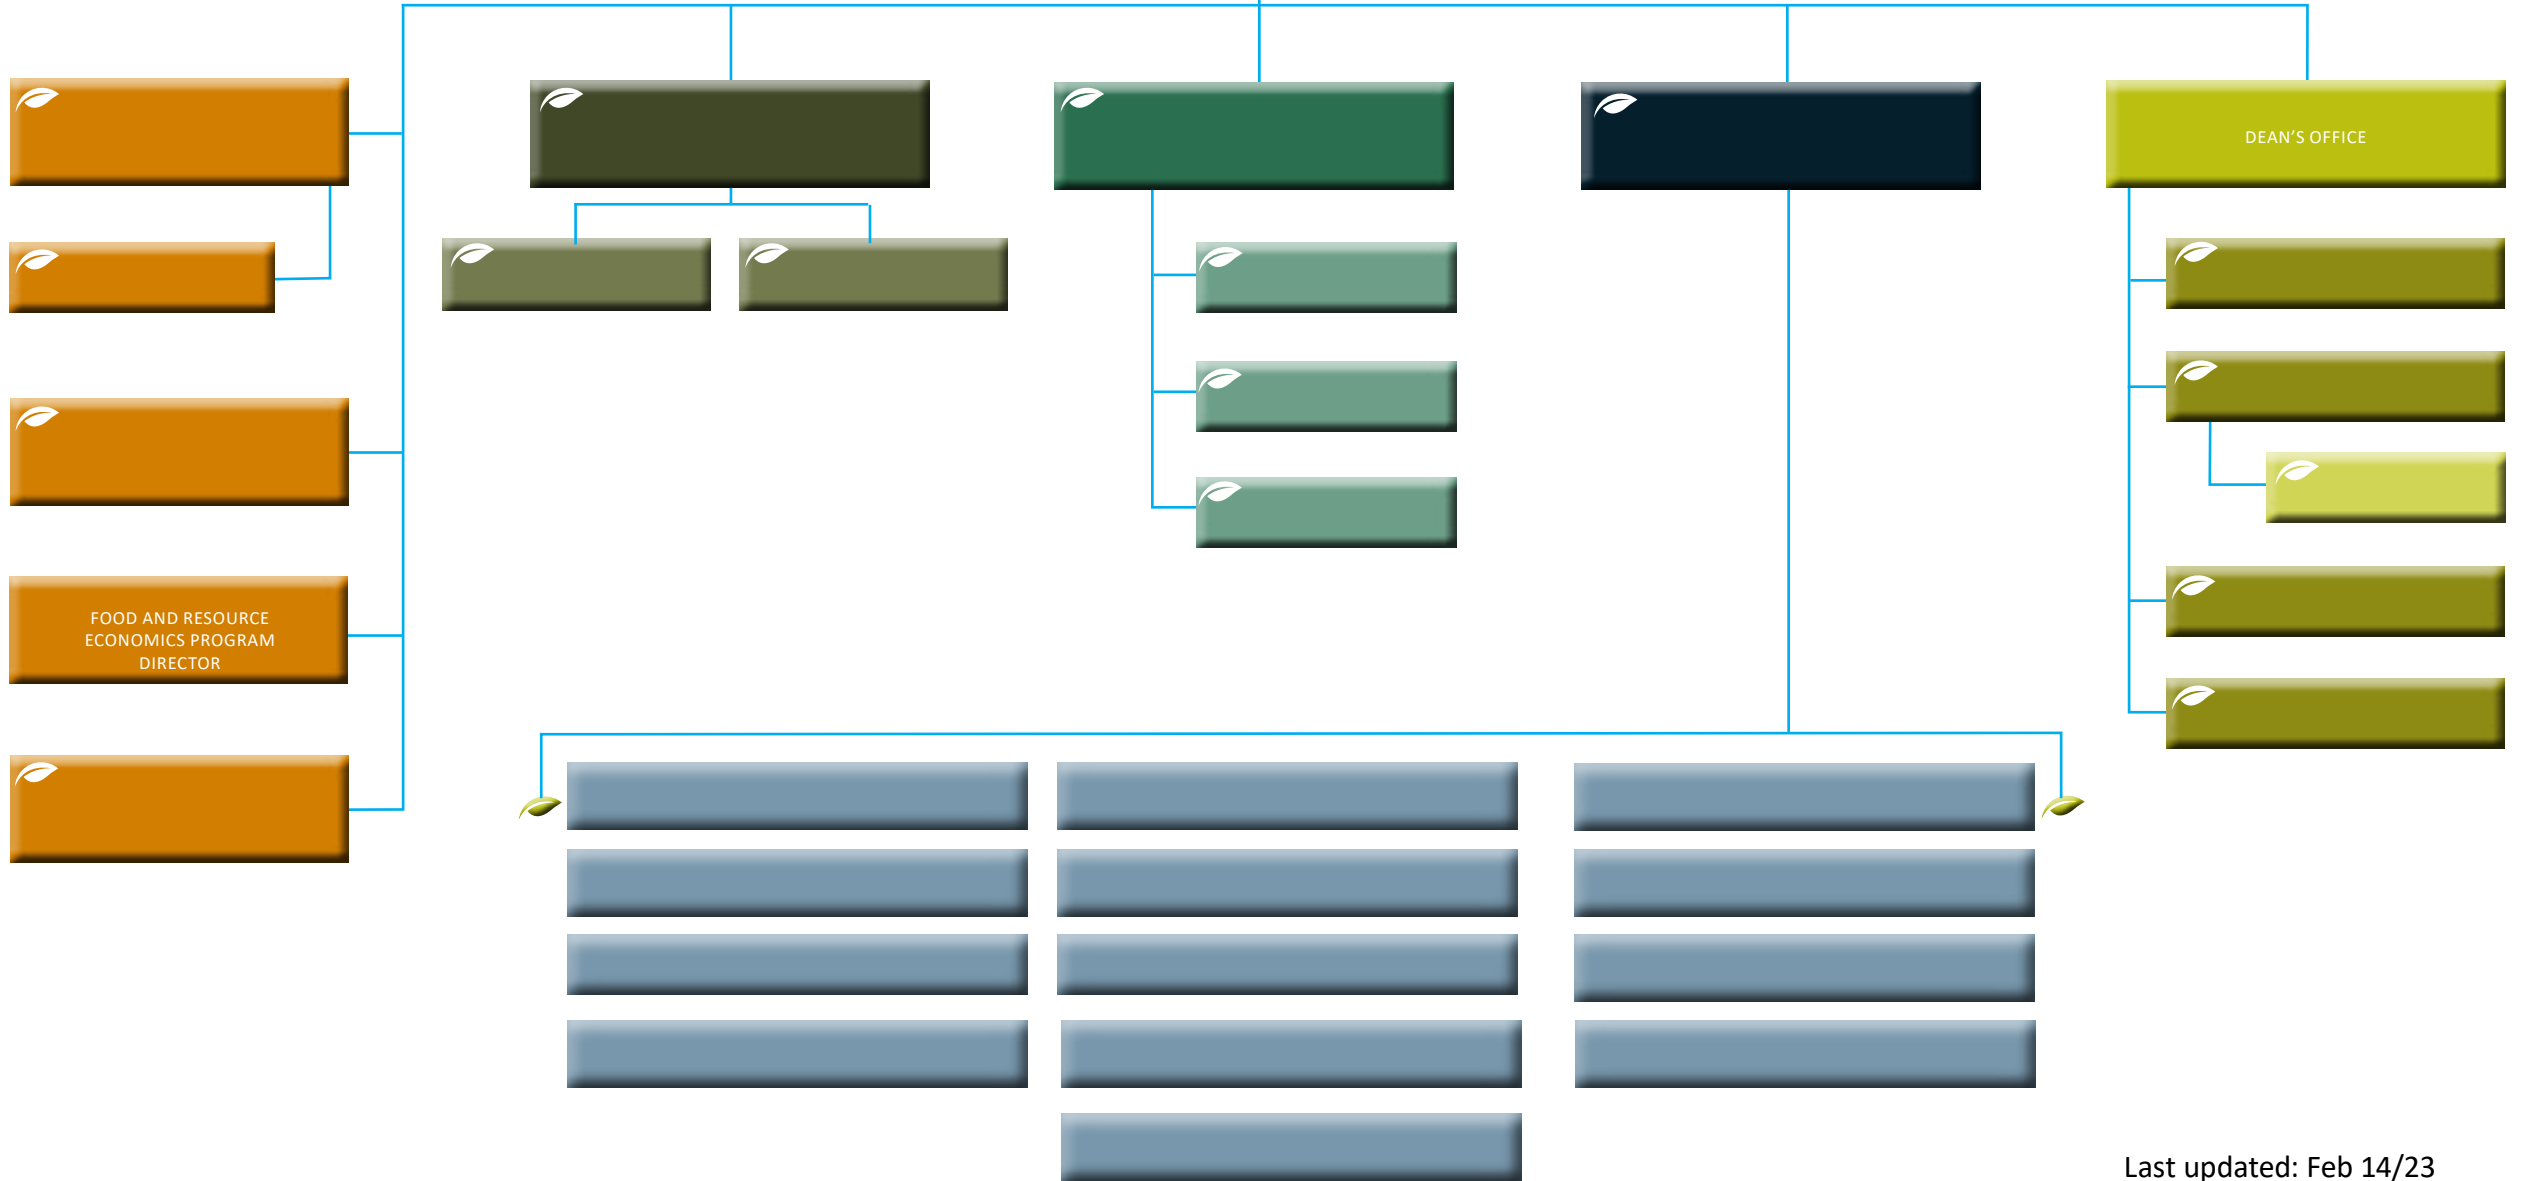 DEAN'S OFFICE
FOOD AND RESOURCE
ECONOMICS PROGRAM
DIRECTOR
Last updated: Feb 14/23